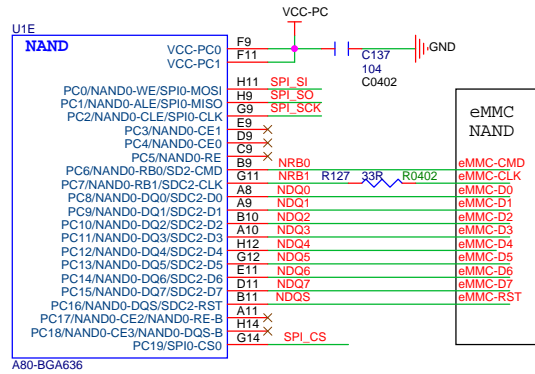 VCC-PC
U1E
NAND
VCC-PC0 F9
VCC-PC1 F11
C137
104
C0402
GND
PC0/NAND0-WE/SPI0-MOSI H11 SPI_SI
PC1/NAND0-ALE/SPI0-MISO H9 SPI_SO
PC2/NAND0-CLE/SPI0-CLK G9 SPI_SCK
PC3/NAND0-CE1 E9
PC4/NAND0-CE0 D9
PC5/NAND0-RE C9
PC6/NAND0-RB0/SD2-CMD B9 NRB0 eMMC-CMD
PC7/NAND0-RB1/SDC2-CLK G11 NRB1 R127 33R R0402 eMMC-CLK
PC8/NAND0-DQ0/SDC2-D0 A8 NDQ0 eMMC-D0
PC9/NAND0-DQ1/SDC2-D1 A9 NDQ1 eMMC-D1
PC10/NAND0-DQ2/SDC2-D2 B10 NDQ2 eMMC-D2
PC11/NAND0-DQ3/SDC2-D3 A10 NDQ3 eMMC-D3
PC12/NAND0-DQ4/SDC2-D4 H12 NDQ4 eMMC-D4
PC13/NAND0-DQ5/SDC2-D5 G12 NDQ5 eMMC-D5
PC14/NAND0-DQ6/SDC2-D6 E11 NDQ6 eMMC-D6
PC15/NAND0-DQ7/SDC2-D7 D11 NDQ7 eMMC-D7
PC16/NAND0-DQS/SDC2-RST B11 NDQS eMMC-RST
PC17/NAND0-CE2/NAND0-RE-B A11
PC18/NAND0-CE3/NAND0-DQS-B H14
PC19/SPI0-CS0 G14 SPI_CS
eMMC
NAND
A80-BGA636